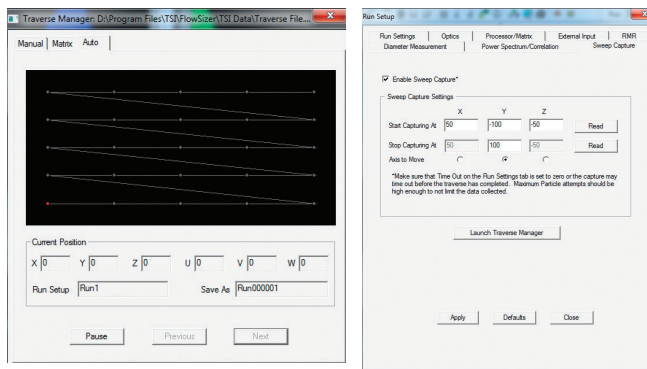 Traverse Manager: D:\Program Files\TSI\FlowSizer\TSI Data\Traverse File....
Manual Matrix Auto
Current Position
X 0 Y 0 Z 0 U 0 V 0 W 0
Run Setup Run1 Save As Run000001
Pause Previous Next
Run Setup
Run Settings Optics Processor/Matrix External Input RMR
Diameter Measurement Power Spectrum/Correlation Sweep Capture
Enable Sweep Capture*
Sweep Capture Settings
X Y Z
Start Capturing At 50 -100 -50 Read
Stop Capturing At 50 100 -50 Read
Axis to Move
*Make sure that Time Out on the Run Settings tab is set to zero or the capture may
time out before the traverse has completed. Maximum Particle attempts should be
high enough to not limit the data collected.
Launch Traverse Manager
Apply Defaults Close